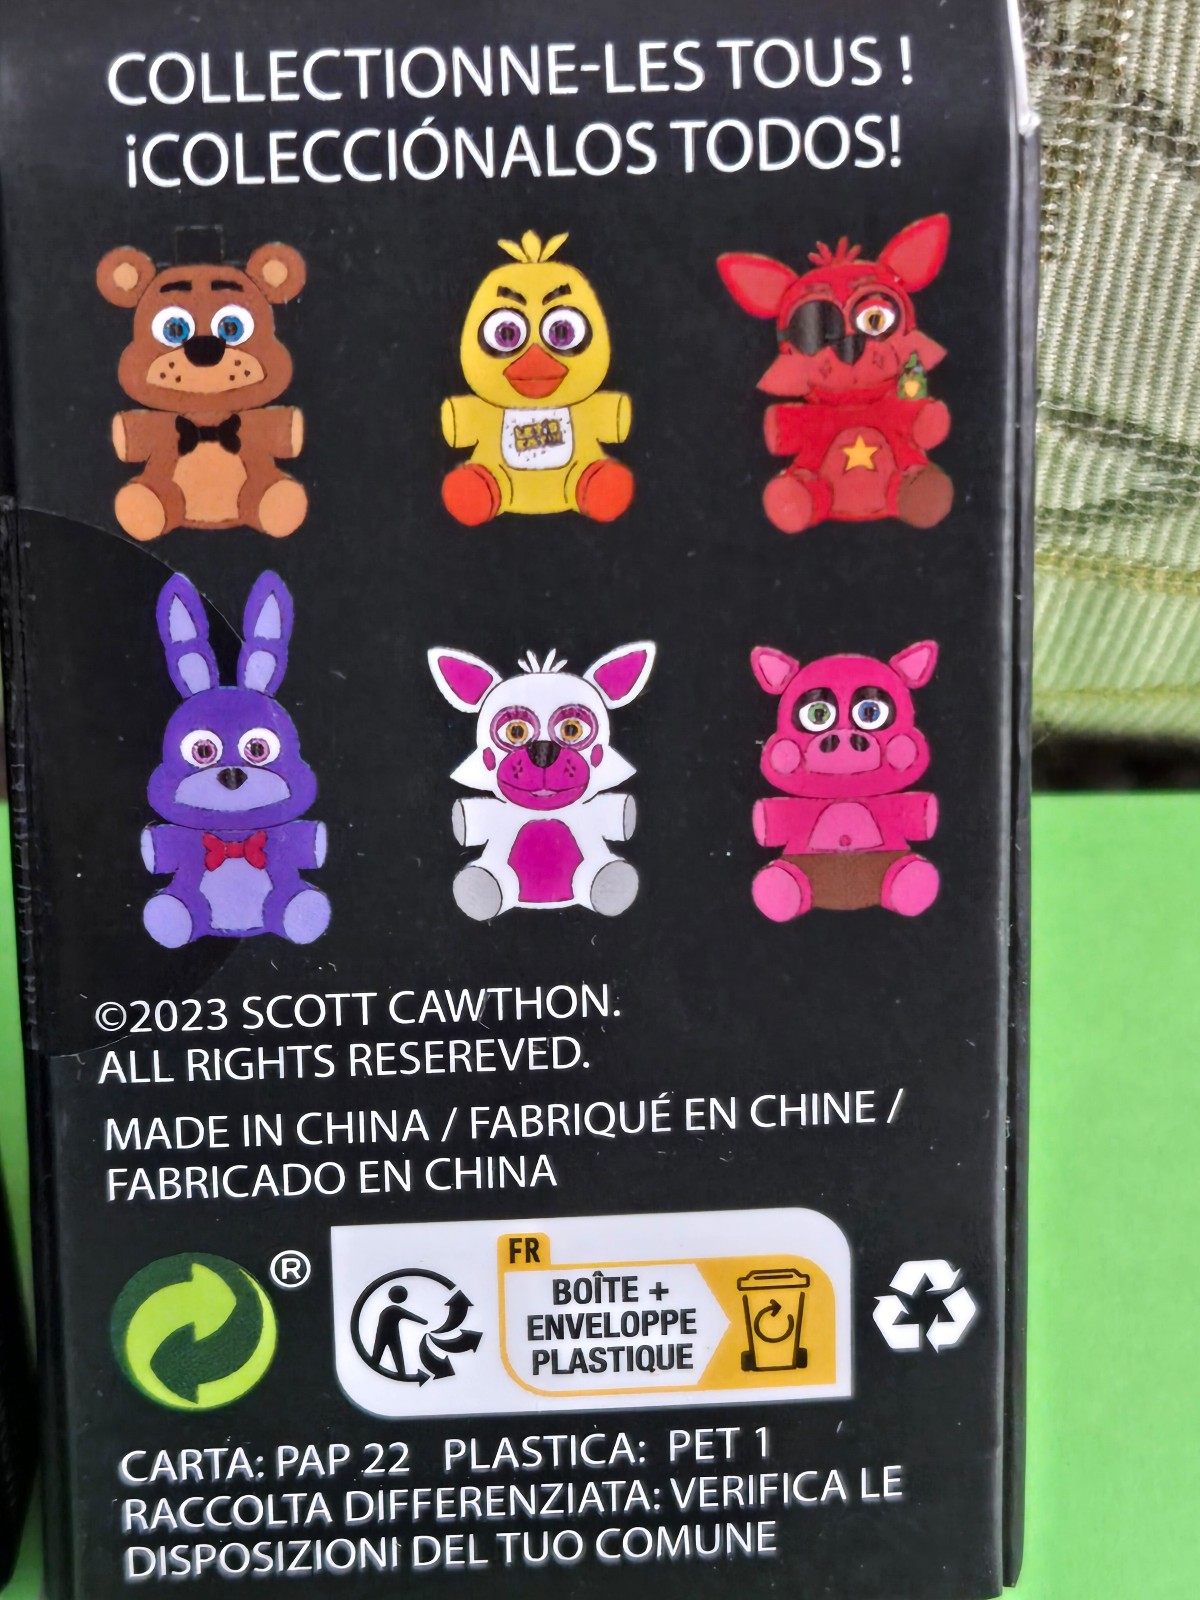 COLLECTIONNE-LES TOUS !
¡COLECCIÓNALOS TODOS!
LET'S
EAT!!!
©2023 SCOTT CAWTHON.
ALL RIGHTS RESEREVED.
MADE IN CHINA / FABRIQUÉ EN CHINE /
FABRICADO EN CHINA
®
FR
BOÎTE +
ENVELOPPE
PLASTIQUE
CARTA: PAP 22 PLASTICA: PET 1
RACCOLTA DIFFERENZIATA: VERIFICA LE
DISPOSIZIONI DEL TUO COMUNE